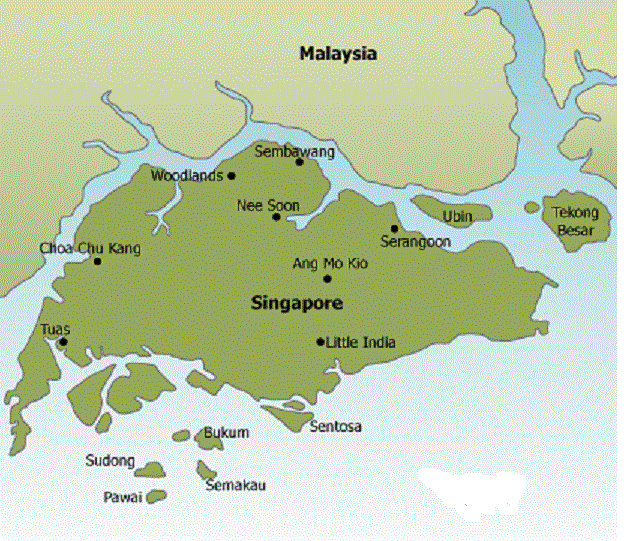 Malaysia
Sembawang
Woodlands
Nee Soon
Ubin
Tekong
Besar
Serangoon
Choa Chu Kang
Ang Mo Kio
Singapore
Tuas
Little India
Sentosa
Bukum
Sudong
Semakau
Pawai